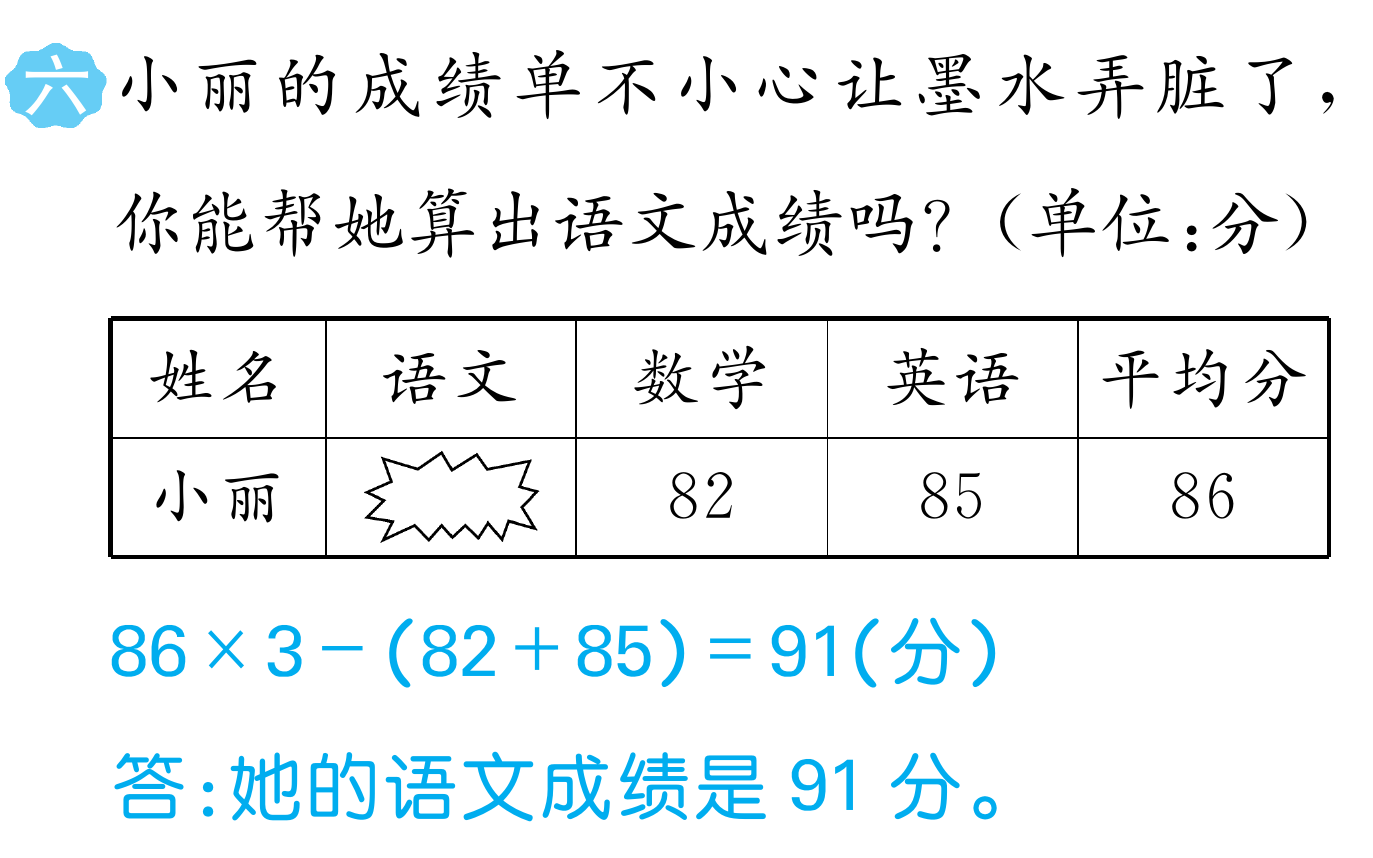 六 小丽的成绩单不小心让墨水弄脏了，
你能帮她算出语文成绩吗？（单位：分）
姓名 语文 数学 英语 平均分
小丽 82 85 86
86×3－(82＋85)＝91(分)
答：她的语文成绩是 91 分。